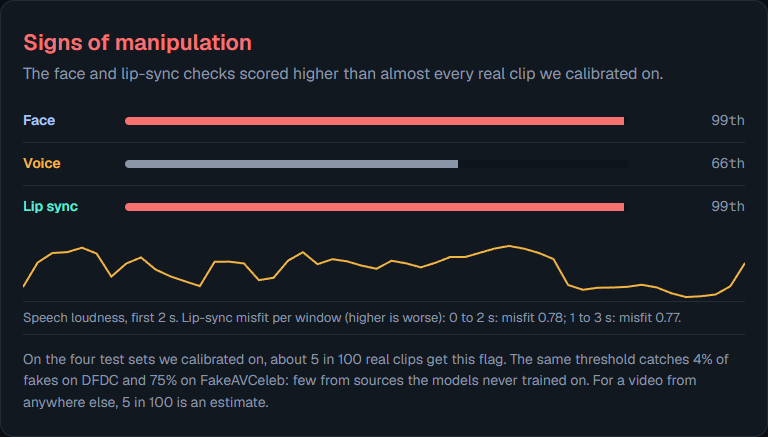 Signs of manipulation
The face and lip-sync checks scored higher than almost every real clip we calibrated on.
Face 99th
Voice 66th
Lip sync 99th
Speech loudness, first 2 s. Lip-sync misfit per window (higher is worse): 0 to 2 s: misfit 0.78; 1 to 3 s: misfit 0.77.
On the four test sets we calibrated on, about 5 in 100 real clips get this flag. The same threshold catches 4% of
fakes on DFDC and 75% on FakeAVCeleb: few from sources the models never trained on. For a video from
anywhere else, 5 in 100 is an estimate.